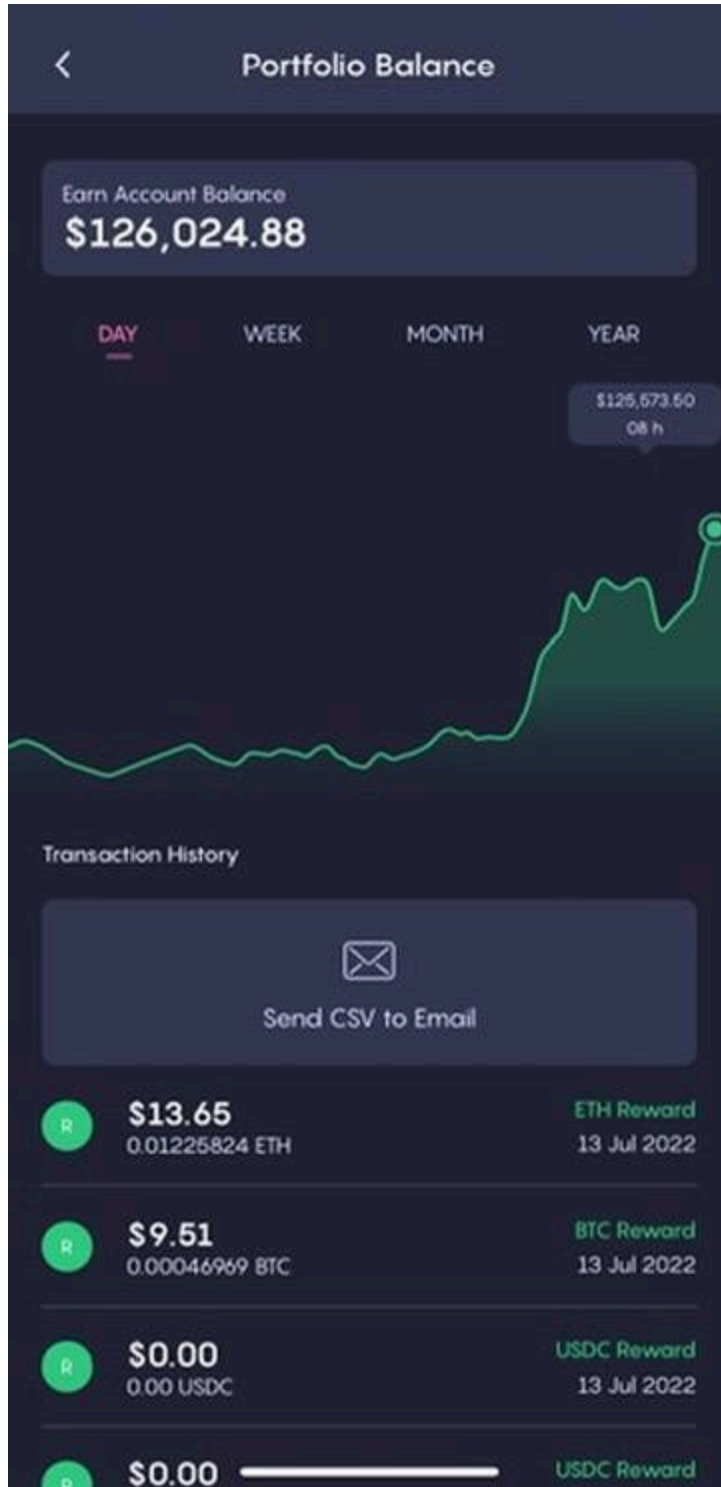 Portfolio Balance
Earn Account Balance
$126,024.88
DAY WEEK MONTH YEAR
$125,573.50
08 h
Transaction History
Send CSV to Email
R $13.65 ETH Reward
0.01225824 ETH 13 Jul 2022
R $9.51 BTC Reward
0.00046969 BTC 13 Jul 2022
R $0.00 USDC Reward
0.00 USDC 13 Jul 2022
R $0.00 USDC Reward